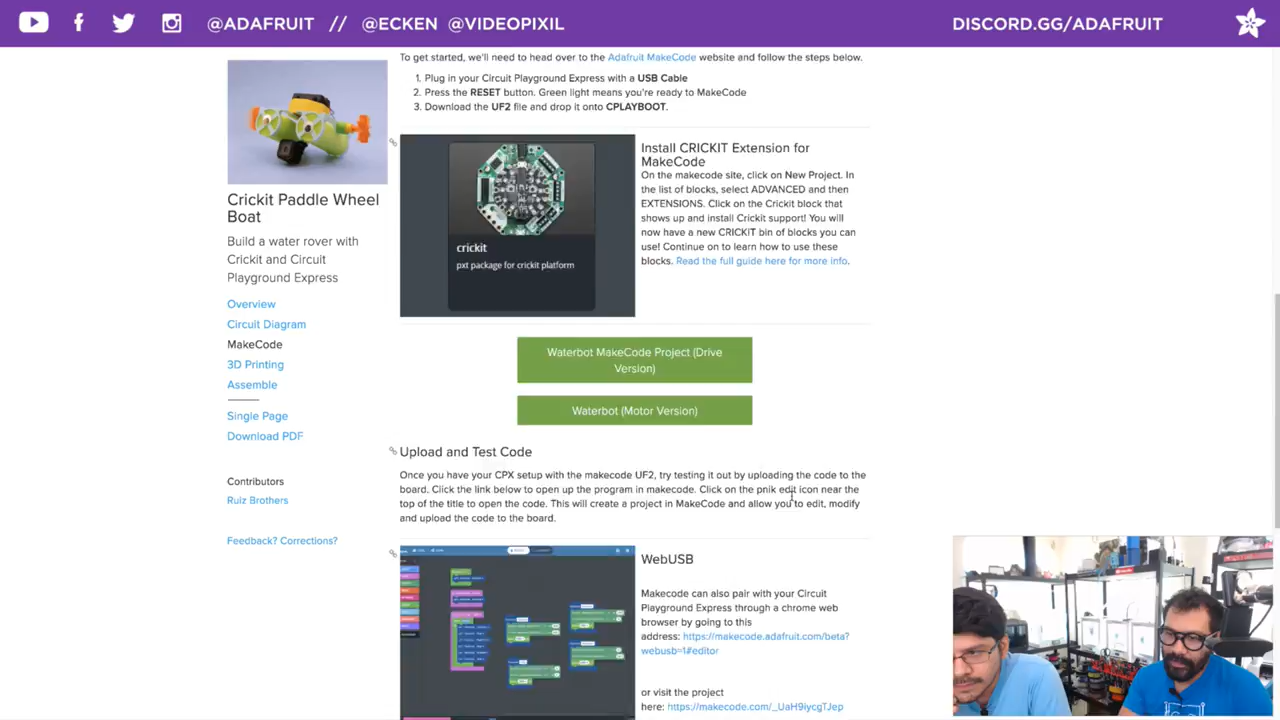 @ADAFRUIT // @ECKEN @VIDEOPIXIL
DISCORD.GG/ADAFRUIT
Crickit Paddle Wheel
Boat
Build a water rover with
Crickit and Circuit
Playground Express
Overview
Circuit Diagram
MakeCode
3D Printing
Assemble
Single Page
Download PDF
Contributors
Ruiz Brothers
Feedback? Corrections?
To get started, we'll need to head over to the Adafruit MakeCode website and follow the steps below.
1. Plug in your Circuit Playground Express with a USB Cable
2. Press the RESET button. Green light means you're ready to MakeCode
3. Download the UF2 file and drop it onto CPLAYBOOT.
crickit
pxt package for crickit platform
Install CRICKIT Extension for
MakeCode
On the makecode site, click on New Project. In
the list of blocks, select ADVANCED and then
EXTENSIONS. Click on the Crickit block that
shows up and install Crickit support! You will
now have a new CRICKIT bin of blocks you can
use! Continue on to learn how to use these
blocks. Read the full guide here for more info.
Waterbot MakeCode Project (Drive
Version)
Waterbot (Motor Version)
Upload and Test Code
Once you have your CPX setup with the makecode UF2, try testing it out by uploading the code to the
board. Click the link below to open up the program in makecode. Click on the pnik edit icon near the
top of the title to open the code. This will create a project in MakeCode and allow you to edit, modify
and upload the code to the board.
WebUSB
Makecode can also pair with your Circuit
Playground Express through a chrome web
browser by going to this
address: https://makecode.adafruit.com/beta?
webusb=1#editor
or visit the project
here: https://makecode.com/_UaH9iycgTJep